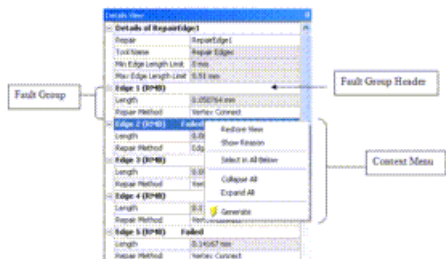 Details View
Details of RepairEdge1
Repair RepairEdge1
Tool Name Repair Edges
Min Edge Length Limit 0 mm
Max Edge Length Limit 0.51 mm
Edge 1 (RMB)
Length 0.050764 mm
Repair Method Vertex Connect
Edge 2 (RMB) Failed
Length
Repair Method
Edge 3 (RMB)
Length
Repair Method
Edge 4 (RMB)
Length
Repair Method
Edge 5 (RMB) Failed
Length 0.14167 mm
Repair Method Vertex Connect
Restore View
Show Reason
Select in All Below
Collapse All
Expand All
Generate
Fault Group
Fault Group Header
Context Menu